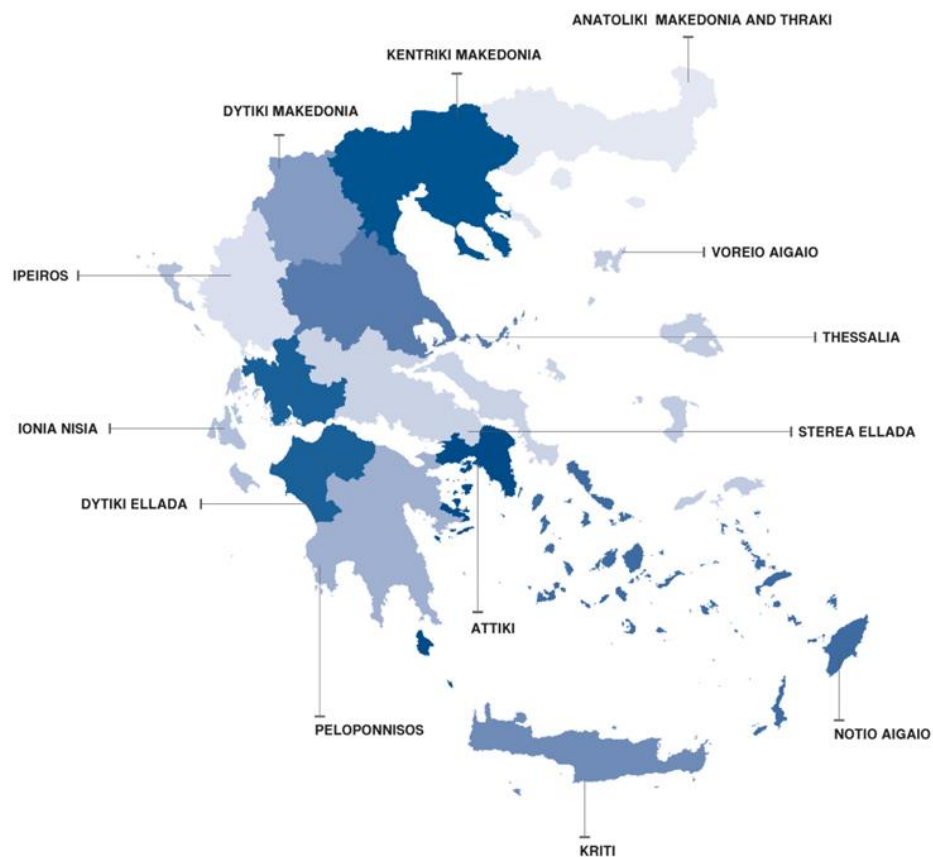 ANATOLIKI MAKEDONIA AND THRAKI
KENTRIKI MAKEDONIA
DYTIKI MAKEDONIA
VOREIO AIGAIO
IPEIROS
THESSALIA
IONIA NISIA
STEREA ELLADA
DYTIKI ELLADA
ATTIKI
PELOPONNISOS
NOTIO AIGAIO
KRITI